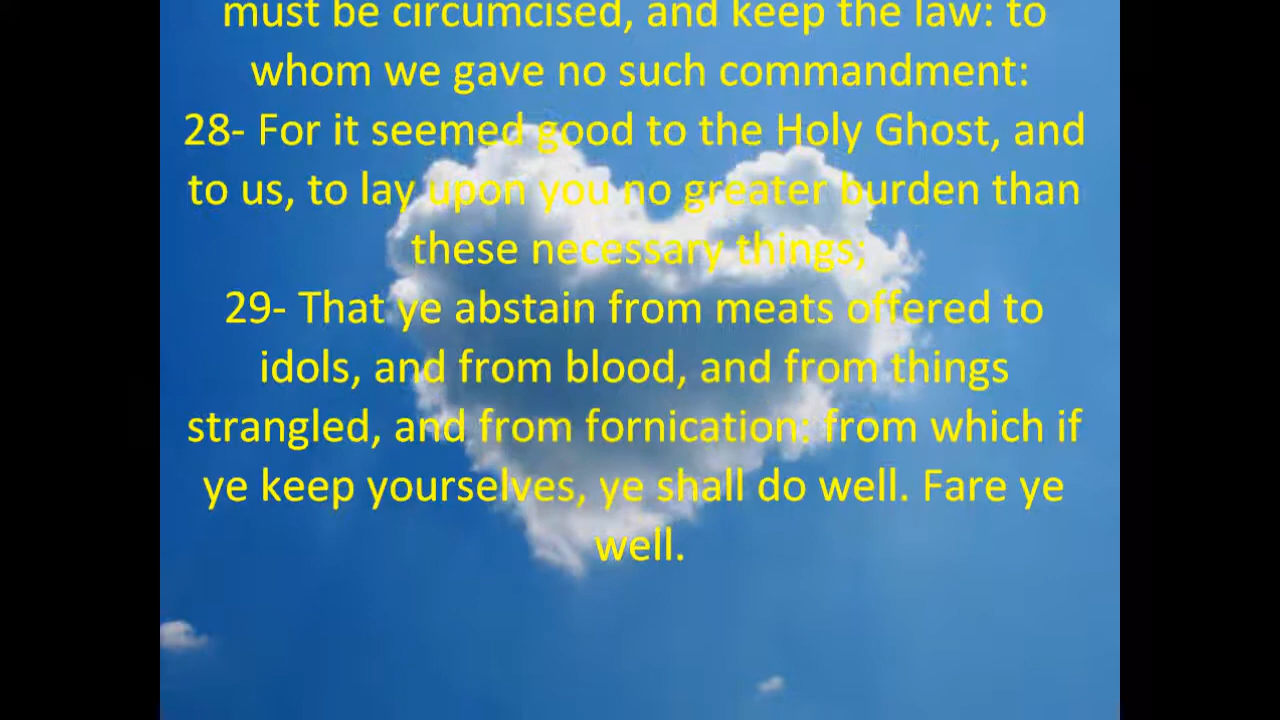 must be circumcised, and keep the law: to
whom we gave no such commandment:
28- For it seemed good to the Holy Ghost, and
to us, to lay upon you no greater burden than
these necessary things;
29- That ye abstain from meats offered to
idols, and from blood, and from things
strangled, and from fornication: from which if
ye keep yourselves, ye shall do well. Fare ye
well.